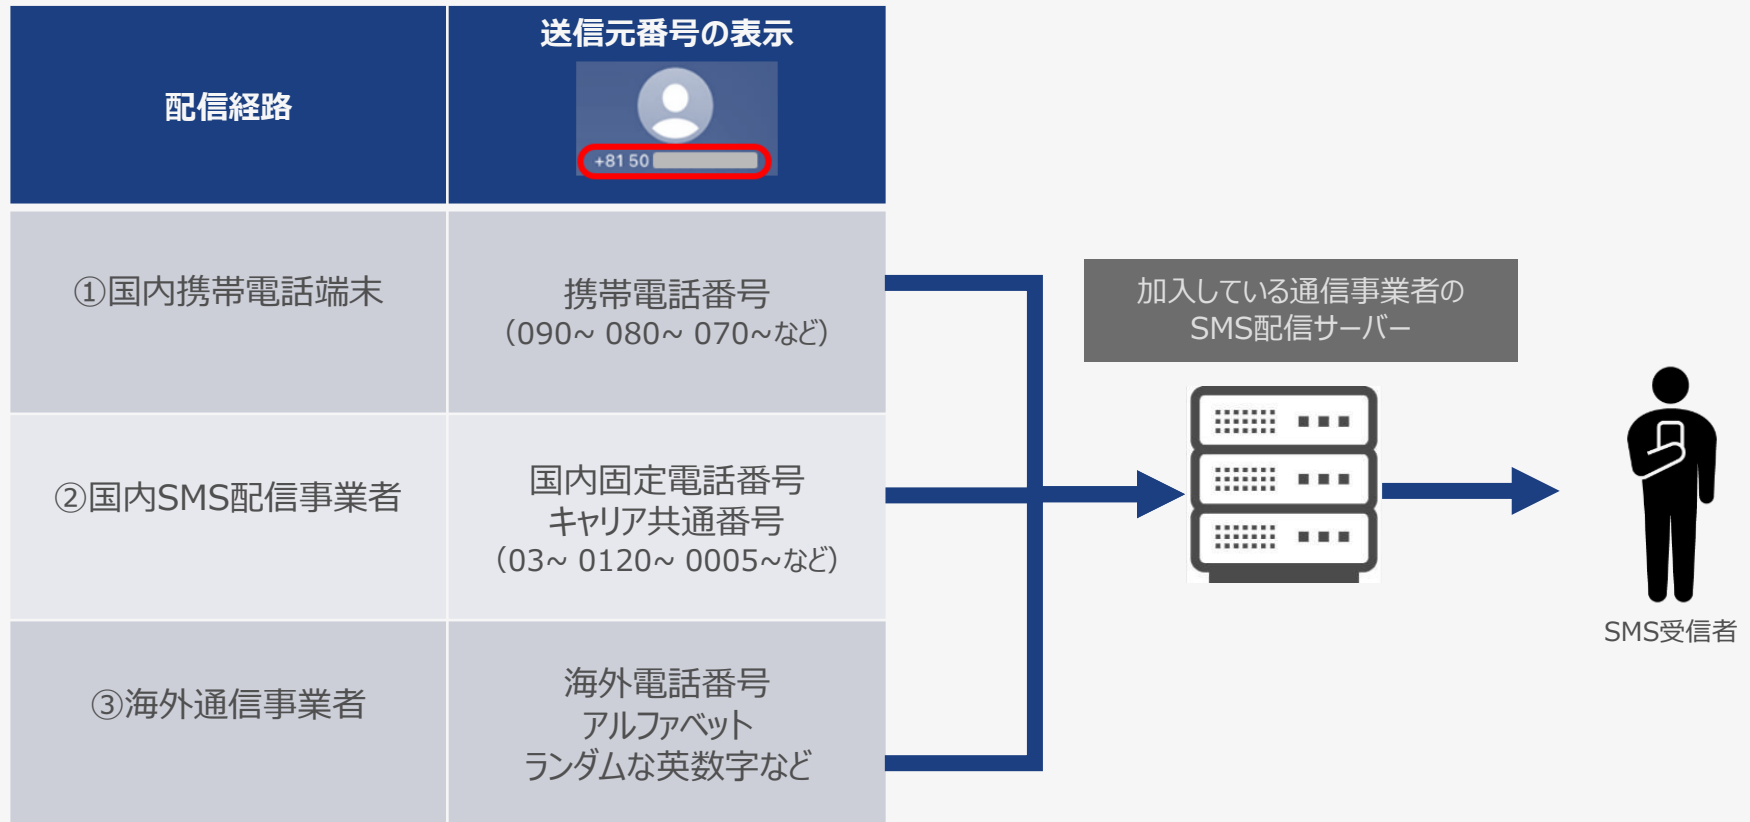 配信経路
送信元番号の表示
+81 50
①国内携帯電話端末
携帯電話番号
（090~ 080~ 070~など）
②国内SMS配信事業者
国内固定電話番号
キャリア共通番号
（03~ 0120~ 0005~など）
③海外通信事業者
海外電話番号
アルファベット
ランダムな英数字など
加入している通信事業者の
SMS配信サーバー
SMS受信者